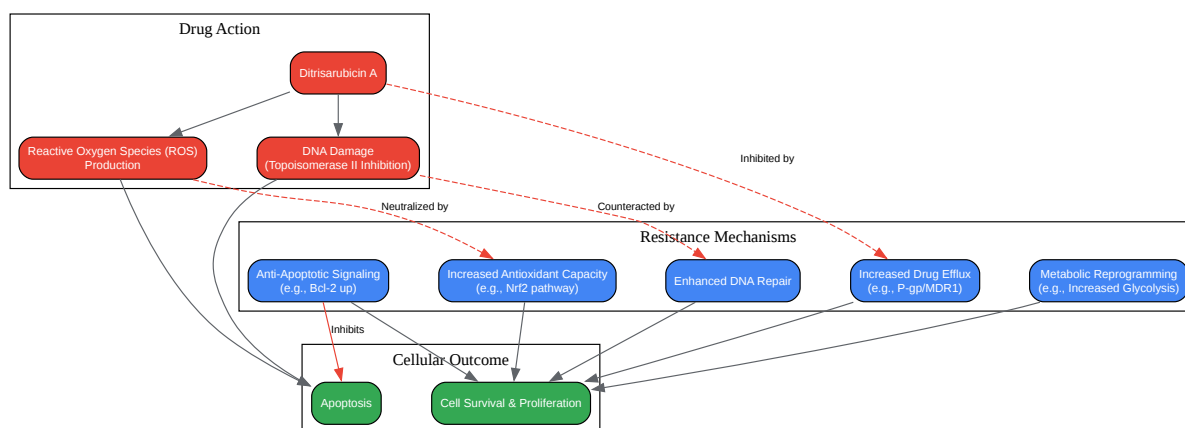 Drug Action
Ditrisarubicin A
Reactive Oxygen Species (ROS)
Production
DNA Damage
(Topoisomerase II Inhibition)
Inhibited by
Neutralized by
Counteracted by
Resistance Mechanisms
Anti-Apoptotic Signaling
(e.g., Bcl-2 up)
Increased Antioxidant Capacity
(e.g., Nrf2 pathway)
Enhanced DNA Repair
Increased Drug Efflux
(e.g., P-gp/MDR1)
Metabolic Reprogramming
(e.g., Increased Glycolysis)
Inhibits
Cellular Outcome
Apoptosis
Cell Survival & Proliferation